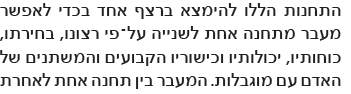 התחנות הללו להימצא ברצף אחד בכדי לאפשר
מעבר מתחנה אחת לשנייה על־פי רצונו, בחירתו,
כוחותיו, יכולותיו וכישוריו הקבועים והמשתנים של
האדם עם מוגבלות. המעבר בין תחנה אחת לאחרת